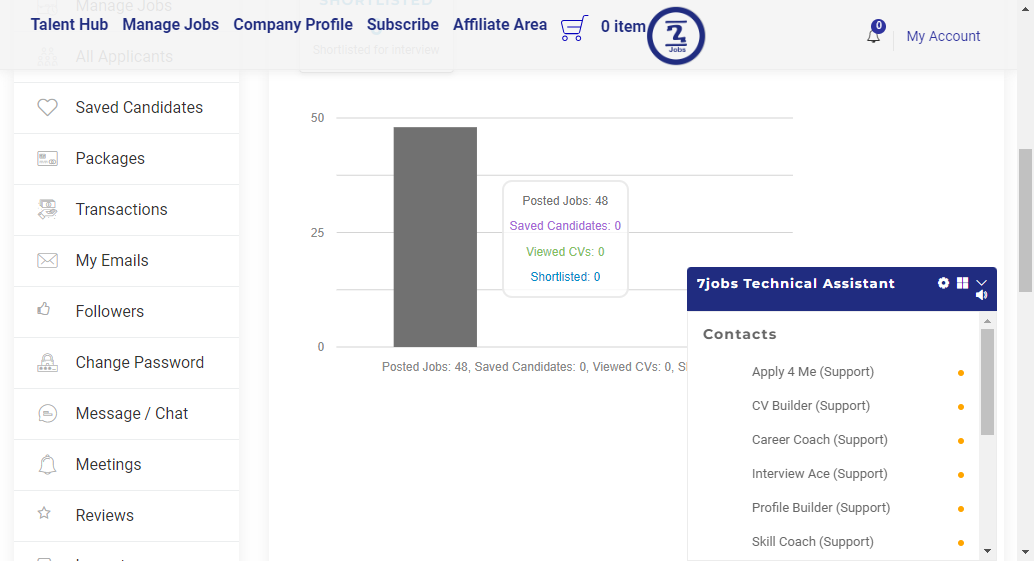 Manage Jobs
SHORTLISTED
Talent Hub Manage Jobs Company Profile Subscribe Affiliate Area 0 item
7
Jobs
0
My Account
Shortlisted for interview
All Applicants
Saved Candidates
Packages
Transactions
My Emails
Followers
Change Password
Message / Chat
Meetings
Reviews
50
25
0
Posted Jobs: 48
Saved Candidates: 0
Viewed CVs: 0
Shortlisted: 0
Posted Jobs: 48, Saved Candidates: 0, Viewed CVs: 0, S
7jobs Technical Assistant
Contacts
Apply 4 Me (Support)
CV Builder (Support)
Career Coach (Support)
Interview Ace (Support)
Profile Builder (Support)
Skill Coach (Support)